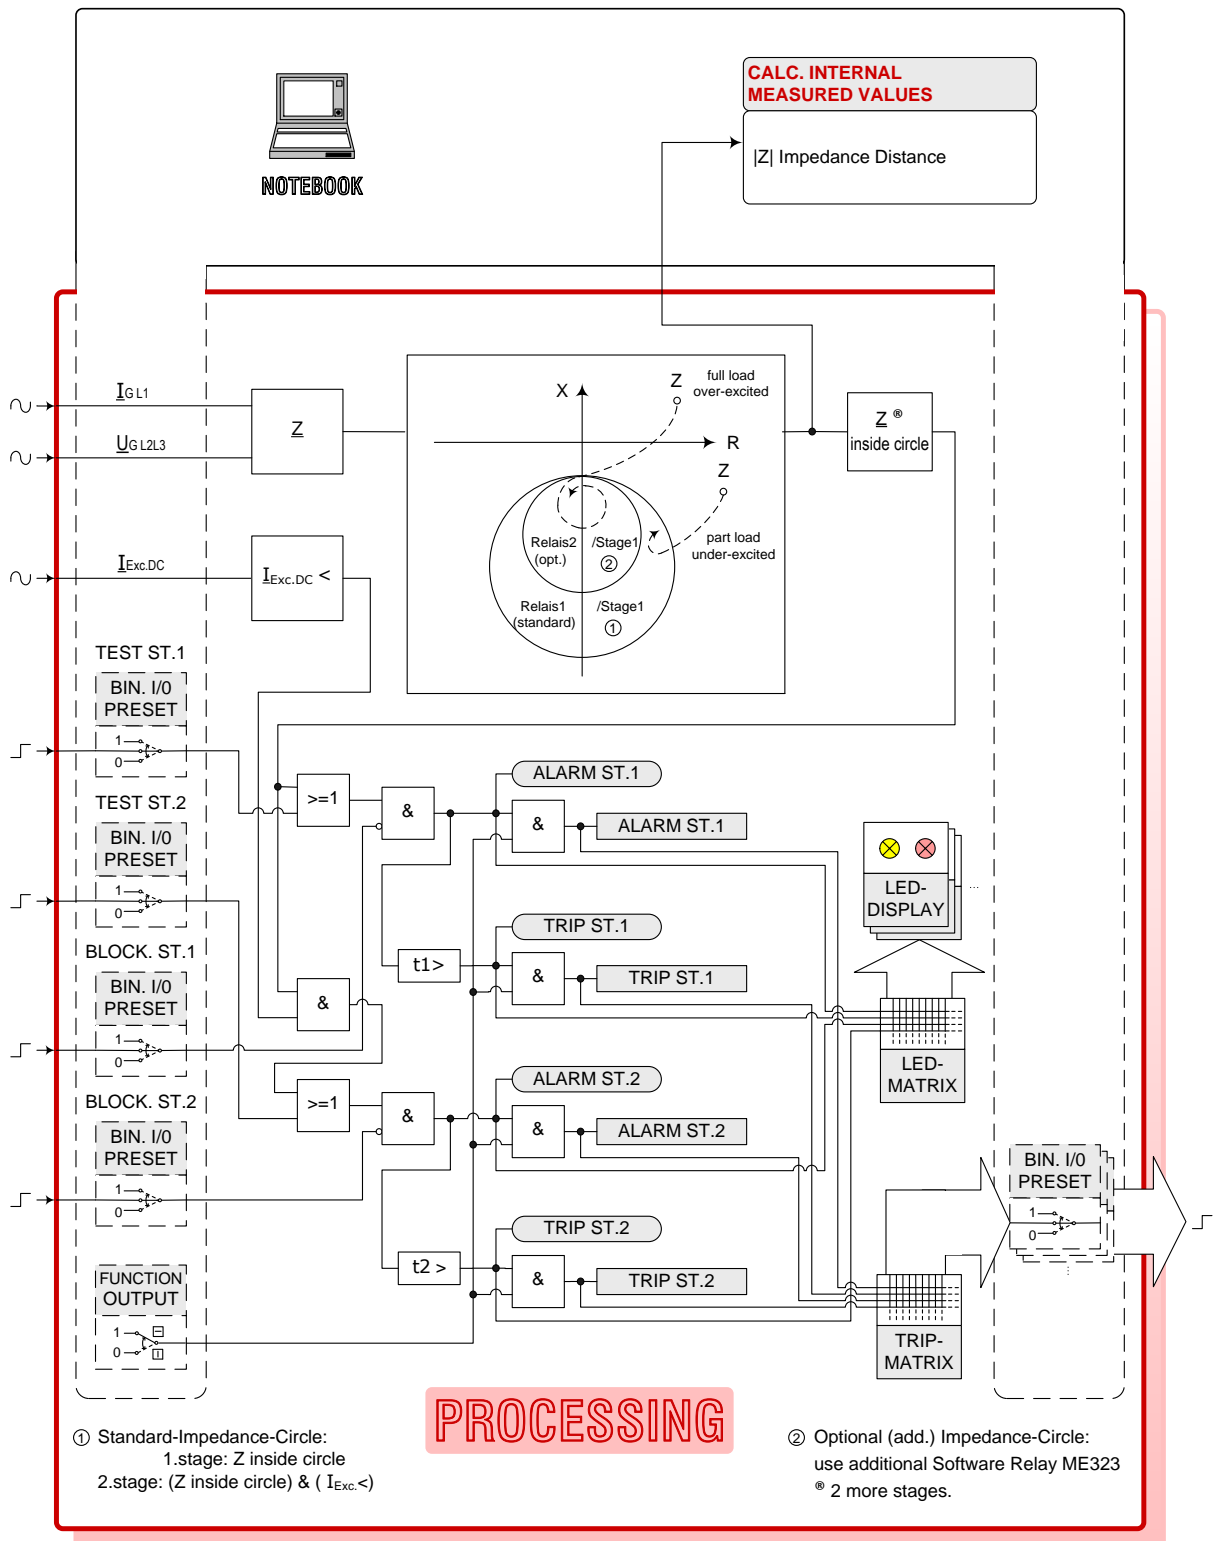 CALC. INTERNAL
MEASURED VALUES
|Z| Impedance Distance
NOTEBOOK
I G L1
U G L2L3
Z
X
Z
full load
over-excited
R
Z
part load
under-excited
Relais2
(opt.)
/Stage1
②
Relais1
(standard)
/Stage1
①
Z ®
inside circle
I Exc.DC
I Exc.DC <
TEST ST.1
BIN. I/0
PRESET
1
0
TEST ST.2
BIN. I/0
PRESET
1
0
BLOCK. ST.1
BIN. I/0
PRESET
1
0
BLOCK. ST.2
BIN. I/0
PRESET
1
0
FUNCTION
OUTPUT
1
0
>=1
&
ALARM ST.1
&
ALARM ST.1
t1>
TRIP ST.1
&
TRIP ST.1
&
>=1
&
ALARM ST.2
&
ALARM ST.2
t2 >
TRIP ST.2
&
TRIP ST.2
LED-
DISPLAY
...
LED-
MATRIX
TRIP-
MATRIX
BIN. I/0
PRESET
1
0
...
PROCESSING
① Standard-Impedance-Circle:
1.stage: Z inside circle
2.stage: (Z inside circle) & ( I Exc.<)
② Optional (add.) Impedance-Circle:
use additional Software Relay ME323
® 2 more stages.